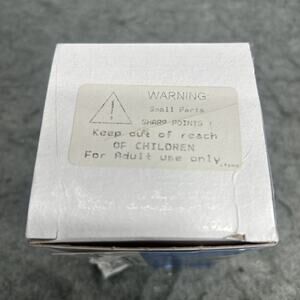 WARNING
Small Parts
SHARP POINTS !
Keep out of reach
OF CHILDREN
For Adult use only